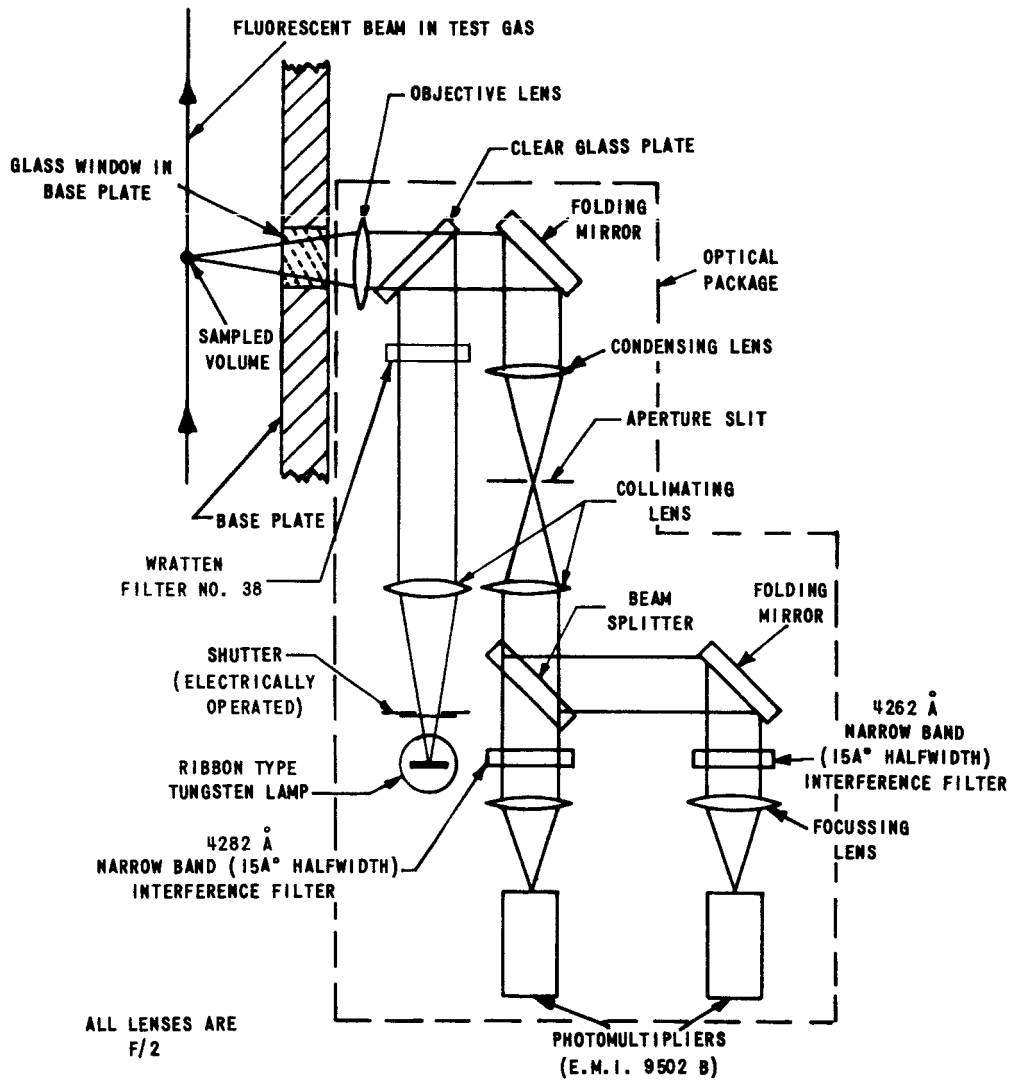 FLUORESCENT BEAM IN TEST GAS
OBJECTIVE LENS
CLEAR GLASS PLATE
GLASS WINDOW IN
BASE PLATE
FOLDING
MIRROR
OPTICAL
PACKAGE
SAMPLED
VOLUME
CONDENSING LENS
APERTURE SLIT
COLLIMATING
LENS
BASE PLATE
WRATTEN
FILTER NO. 38
BEAM
SPLITTER
FOLDING
MIRROR
SHUTTER
(ELECTRICALLY
OPERATED)
4262 Å
NARROW BAND
(15A° HALFWIDTH)
INTERFERENCE FILTER
RIBBON TYPE
TUNGSTEN LAMP
FOCUSSING
LENS
4282 Å
NARROW BAND (15A° HALFWIDTH)
INTERFERENCE FILTER
ALL LENSES ARE
F/2
PHOTOMULTIPLIERS
(E.M.I. 9502 B)